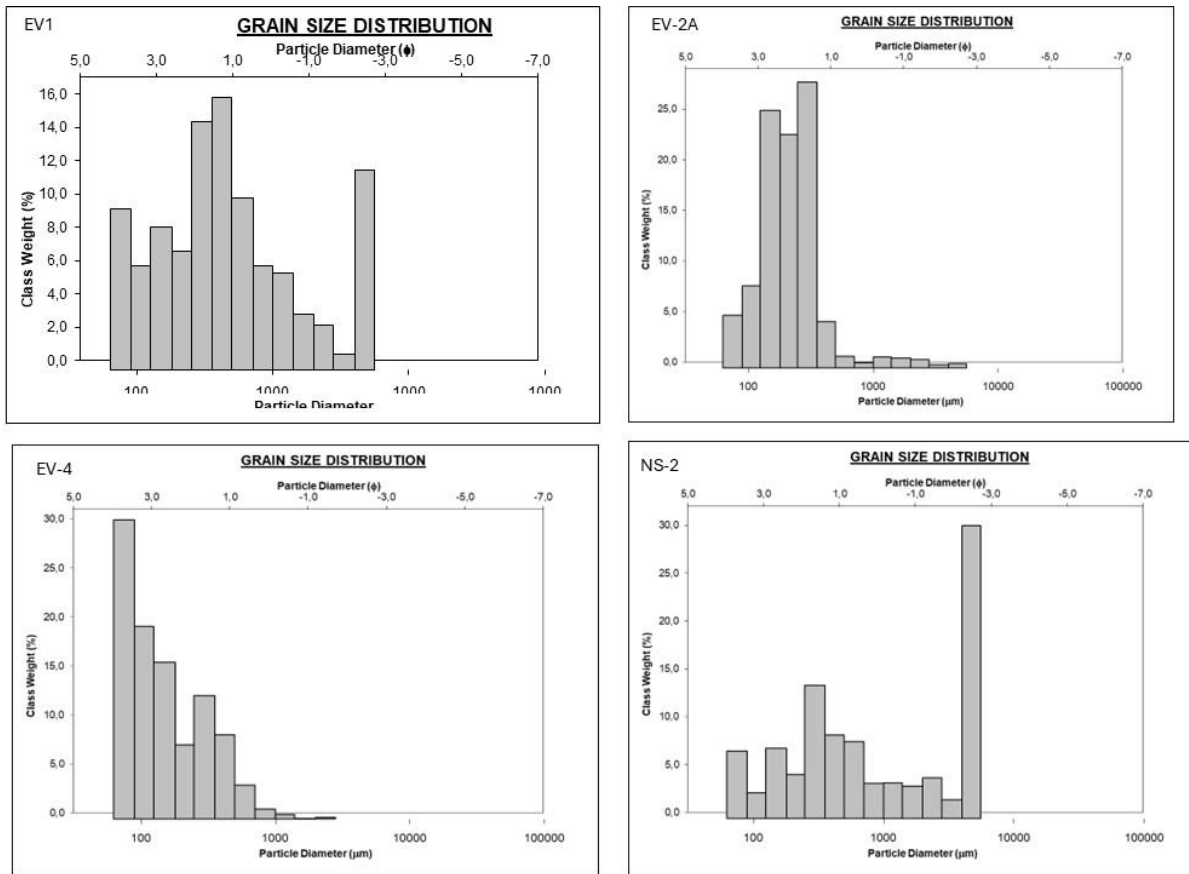 EV1
GRAIN SIZE DISTRIBUTION
Particle Diameter (ϕ)
5,0 3,0 1,0 -1,0 -3,0 -5,0 -7,0
16,0
14,0
12,0
10,0
8,0
6,0
4,0
2,0
0,0
Class Weight (%)
100 1000 1000 1000
Particle Diameter
EV-2A
GRAIN SIZE DISTRIBUTION
Particle Diameter (ϕ)
5,0 3,0 1,0 -1,0 -3,0 -5,0 -7,0
25,0
20,0
15,0
10,0
5,0
0,0
Class Weight (%)
100 1000 10000 100000
Particle Diameter (µm)
EV-4
GRAIN SIZE DISTRIBUTION
Particle Diameter (ϕ)
5,0 3,0 1,0 -1,0 -3,0 -5,0 -7,0
30,0
25,0
20,0
15,0
10,0
5,0
0,0
Class Weight (%)
100 1000 10000 100000
Particle Diameter (µm)
NS-2
GRAIN SIZE DISTRIBUTION
Particle Diameter (ϕ)
5,0 3,0 1,0 -1,0 -3,0 -5,0 -7,0
30,0
25,0
20,0
15,0
10,0
5,0
0,0
Class Weight (%)
100 1000 10000 100000
Particle Diameter (µm)